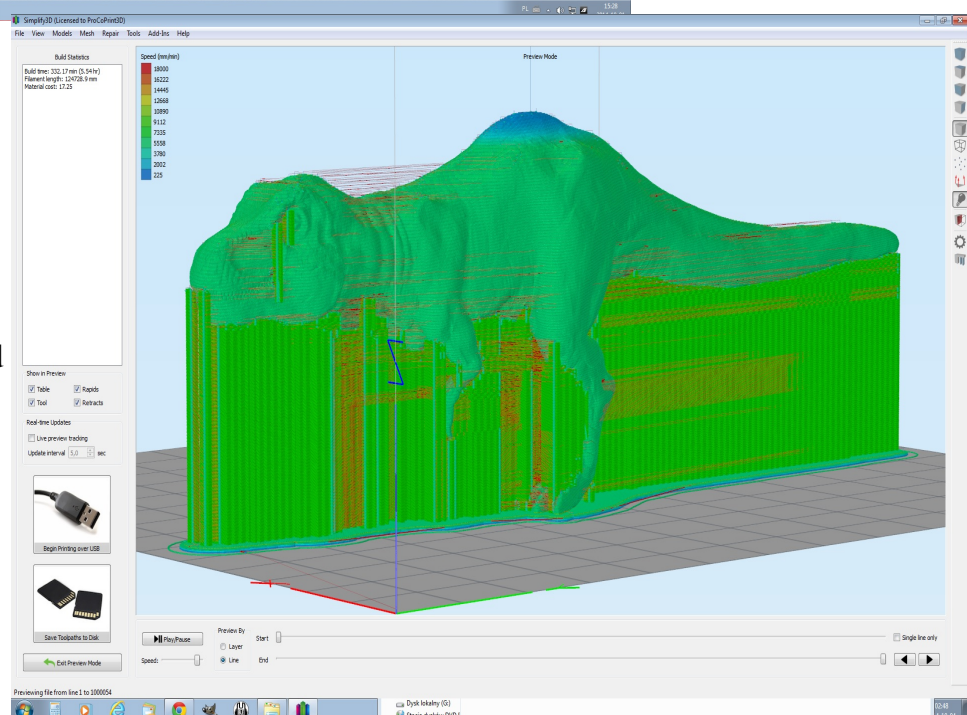 PL
15:28
Simplify3D (Licensed to ProCoPrint3D)
File View Models Mesh Repair Tools Add-Ins Help
Build Statistics
Build time: 332.17 min (5.54 hr)
Filament length: 124728.9 mm
Material cost: 17.25
Speed (mm/min)
18000
16222
14445
12668
10890
9112
7335
5558
3780
2002
225
Preview Mode
Show in Preview
Table Rapids
Tool Retracts
Real-time Updates
Live preview tracking
Update interval 5,0 sec
Begin Printing over USB
Save Toolpaths to Disk
Exit Preview Mode
Play/Pause
Speed:
Preview By
Layer
Line
Start
End
Single line only
Previewing file from line 1 to 1000054
Dysk lokalny (G:)
02:48